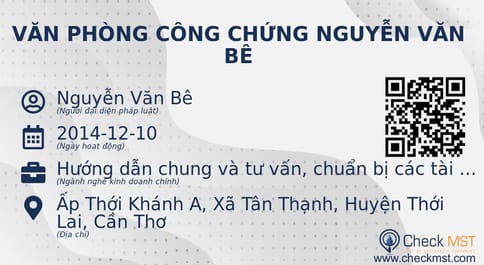 VĂN PHÒNG CÔNG CHỨNG NGUYỄN VĂN
BÊ
Nguyễn Văn Bê
(Người đại diện pháp luật)
2014-12-10
(Ngày hoạt động)
Hướng dẫn chung và tư vấn, chuẩn bị các tài ...
(Ngành nghề kinh doanh chính)
Ấp Thới Khánh A, Xã Tân Thạnh, Huyện Thới
Lai, Cần Thơ
(Địa chỉ)
Check MST
www.checkmst.com